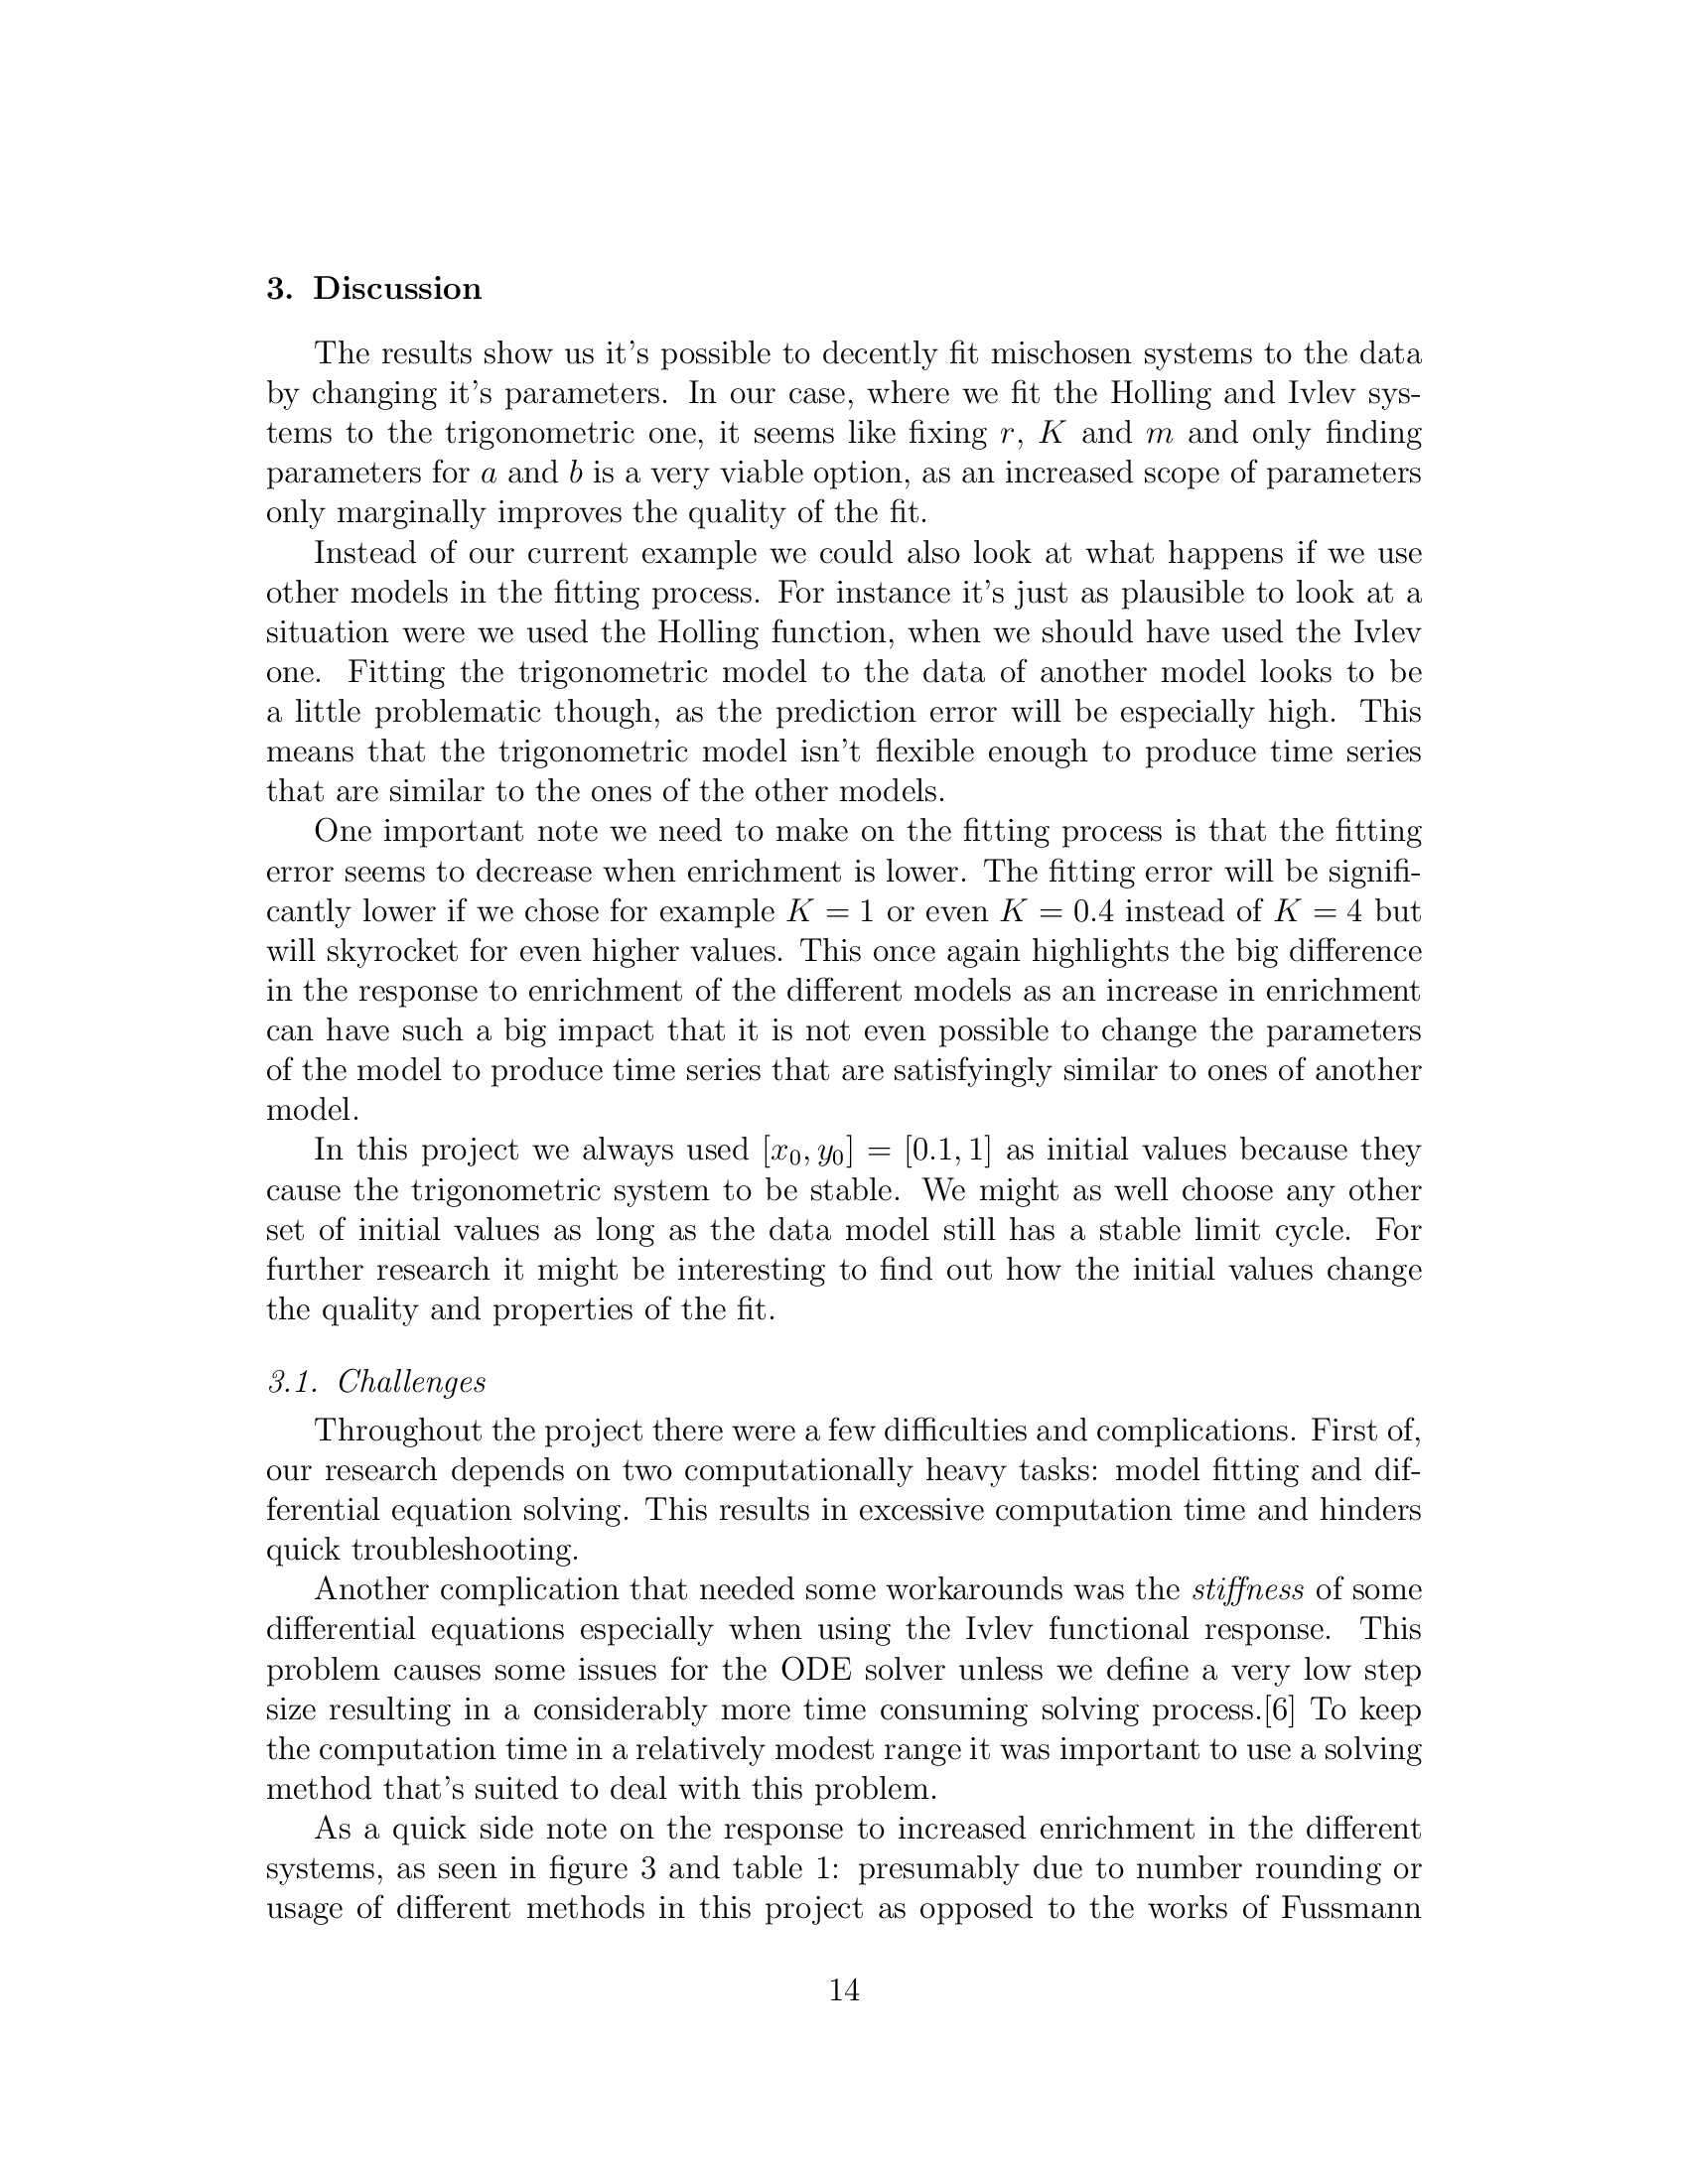 3. Discussion
The results show us it's possible to decently fit mischosen systems to the data
by changing it's parameters. In our case, where we fit the Holling and Ivlev sys-
tems to the trigonometric one, it seems like fixing r, K and m and only finding
parameters for a and b is a very viable option, as an increased scope of parameters
only marginally improves the quality of the fit.
Instead of our current example we could also look at what happens if we use
other models in the fitting process. For instance it's just as plausible to look at a
situation were we used the Holling function, when we should have used the Ivlev
one. Fitting the trigonometric model to the data of another model looks to be
a little problematic though, as the prediction error will be especially high. This
means that the trigonometric model isn't flexible enough to produce time series
that are similar to the ones of the other models.
One important note we need to make on the fitting process is that the fitting
error seems to decrease when enrichment is lower. The fitting error will be signifi-
cantly lower if we chose for example K = 1 or even K = 0.4 instead of K = 4 but
will skyrocket for even higher values. This once again highlights the big difference
in the response to enrichment of the different models as an increase in enrichment
can have such a big impact that it is not even possible to change the parameters
of the model to produce time series that are satisfyingly similar to ones of another
model.
In this project we always used [x₀, y₀] = [0.1, 1] as initial values because they
cause the trigonometric system to be stable. We might as well choose any other
set of initial values as long as the data model still has a stable limit cycle. For
further research it might be interesting to find out how the initial values change
the quality and properties of the fit.
3.1. Challenges
Throughout the project there were a few difficulties and complications. First of,
our research depends on two computationally heavy tasks: model fitting and dif-
ferential equation solving. This results in excessive computation time and hinders
quick troubleshooting.
Another complication that needed some workarounds was the stiffness of some
differential equations especially when using the Ivlev functional response. This
problem causes some issues for the ODE solver unless we define a very low step
size resulting in a considerably more time consuming solving process.[6] To keep
the computation time in a relatively modest range it was important to use a solving
method that's suited to deal with this problem.
As a quick side note on the response to increased enrichment in the different
systems, as seen in figure 3 and table 1: presumably due to number rounding or
usage of different methods in this project as opposed to the works of Fussmann
14